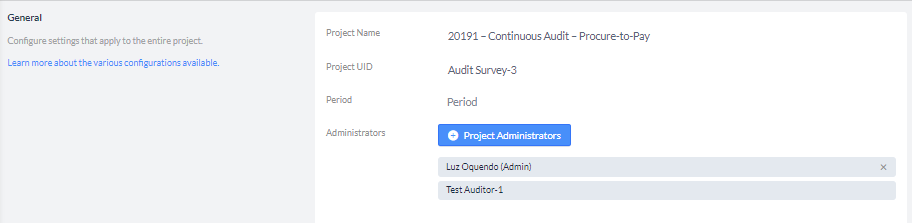 General
Configure settings that apply to the entire project.
Learn more about the various configurations available.
Project Name
20191 – Continuous Audit – Procure-to-Pay
Project UID
Audit Survey-3
Period
Period
Administrators
Project Administrators
Luz Oquendo (Admin)
Test Auditor-1